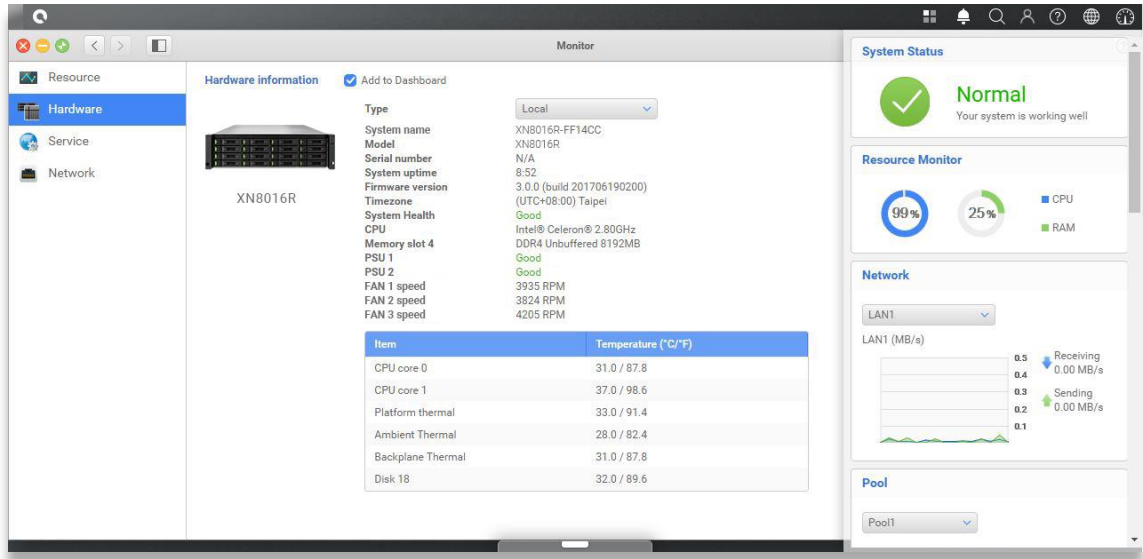 Monitor
Resource
Hardware
Service
Network
Hardware information
Add to Dashboard
XN8016R
Type Local
System name XN8016R-FF14CC
Model XN8016R
Serial number N/A
System uptime 8:52
Firmware version 3.0.0 (build 201706190200)
Timezone (UTC+08:00) Taipei
System Health Good
CPU Intel® Celeron® 2.80GHz
Memory slot 4 DDR4 Unbuffered 8192MB
PSU 1 Good
PSU 2 Good
FAN 1 speed 3935 RPM
FAN 2 speed 3824 RPM
FAN 3 speed 4205 RPM
Item Temperature (°C/°F)
CPU core 0 31.0 / 87.8
CPU core 1 37.0 / 98.6
Platform thermal 33.0 / 91.4
Ambient Thermal 28.0 / 82.4
Backplane Thermal 31.0 / 87.8
Disk 18 32.0 / 89.6
System Status
Normal
Your system is working well
Resource Monitor
99% 25%
CPU
RAM
Network
LAN1
LAN1 (MB/s)
0.5
0.4
0.3
0.2
0.1
Receiving
0.00 MB/s
Sending
0.00 MB/s
Pool
Pool1